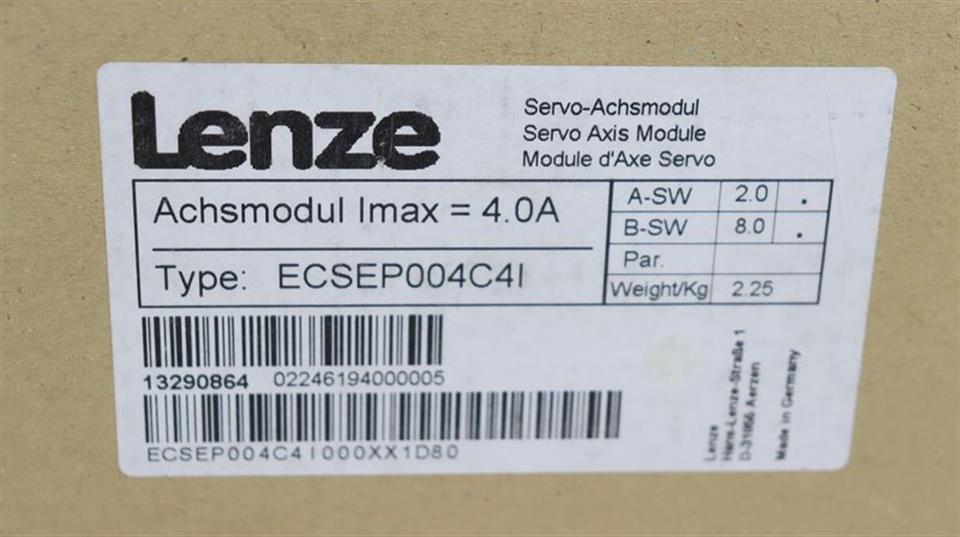 Lenze
Servo-Achsmodul
Servo Axis Module
Module d'Axe Servo
Achsmodul Imax = 4.0A
Type: ECSEP004C4I
A-SW 2.0 .
B-SW 8.0 .
Par.
Weight/Kg 2.25
13290864 02246194000005
ECSEP004C4I000XX1D80
Lenze
Hans-Lenze-Straße 1
D-31855 Aerzen
Made in Germany